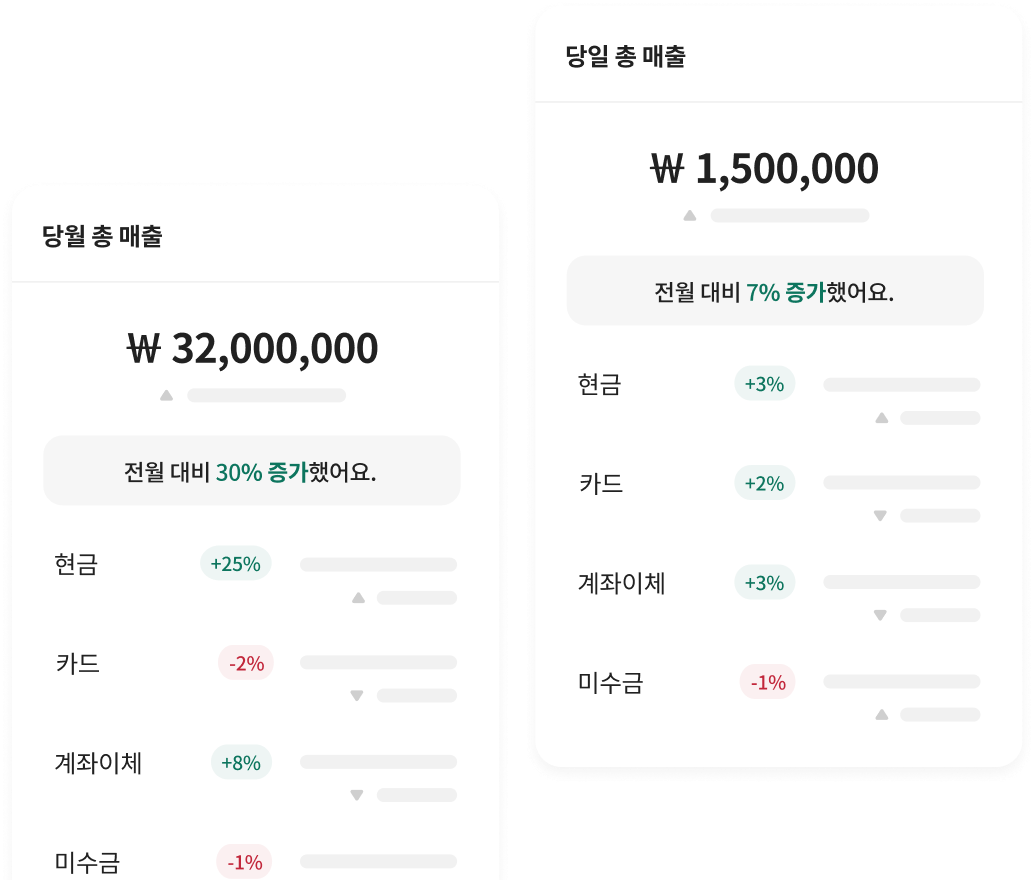 당월 총 매출
₩ 32,000,000
전월 대비 30% 증가했어요.
현금 +25%
카드 -2%
계좌이체 +8%
미수금 -1%
당일 총 매출
₩ 1,500,000
전월 대비 7% 증가했어요.
현금 +3%
카드 +2%
계좌이체 +3%
미수금 -1%